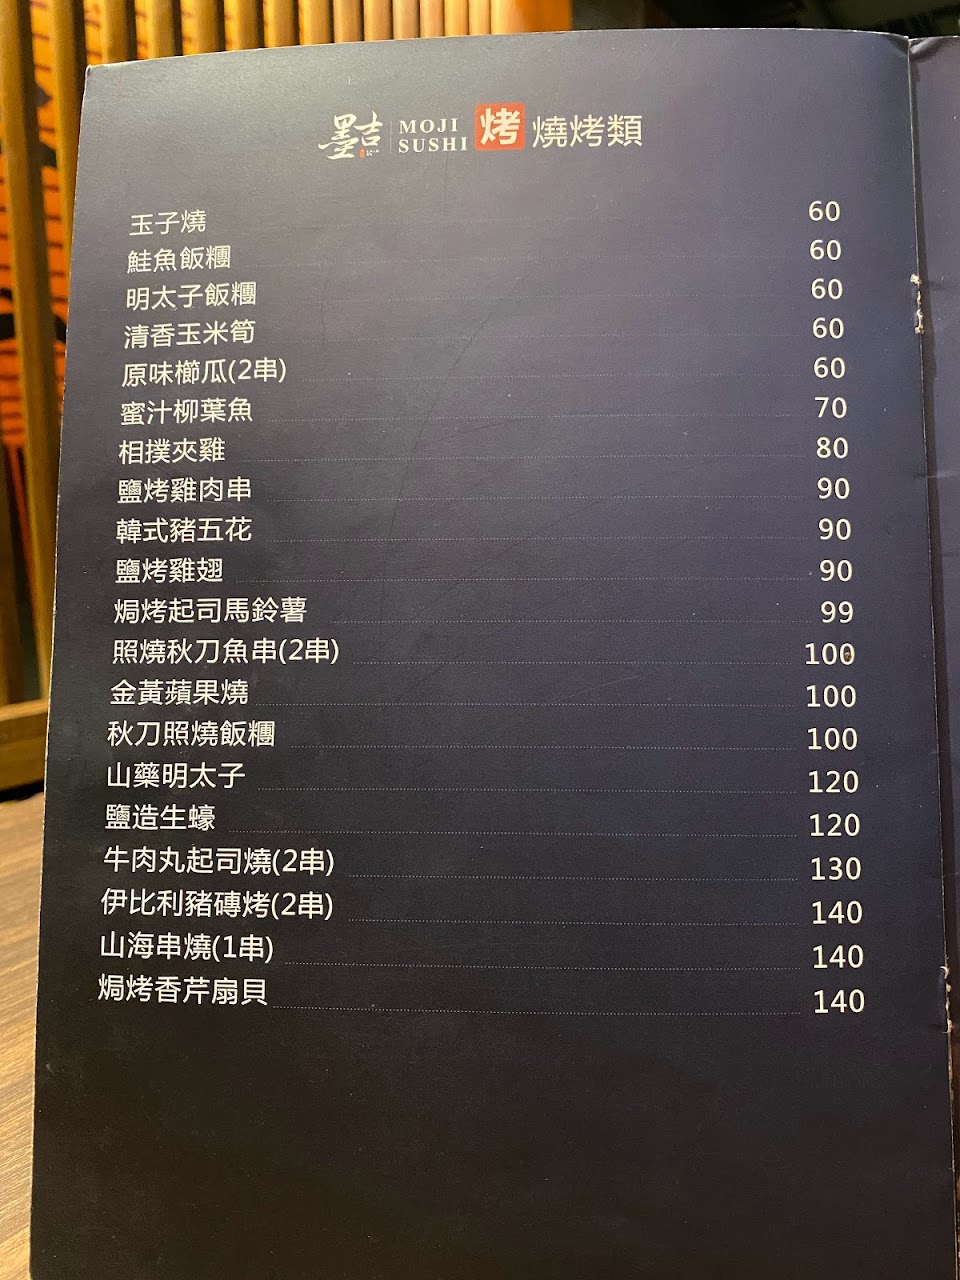 墨吉 MOJI SUSHI 烤 燒烤類
玉子燒 60
鮭魚飯糰 60
明太子飯糰 60
清香玉米筍 60
原味櫛瓜(2串) 60
蜜汁柳葉魚 70
相撲夾雞 80
鹽烤雞肉串 90
韓式豬五花 90
鹽烤雞翅 90
焗烤起司馬鈴薯 99
照燒秋刀魚串(2串) 100
金黃蘋果燒 100
秋刀照燒飯糰 100
山藥明太子 120
鹽造生蠔 120
牛肉丸起司燒(2串) 130
伊比利豬磚烤(2串) 140
山海串燒(1串) 140
焗烤香芹扇貝 140